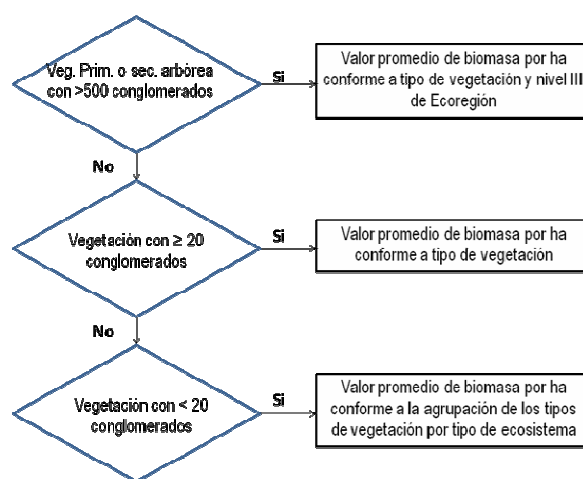 Veg. Prim. o sec. arbórea
con >500 conglomerados
Si
Valor promedio de biomasa por ha
conforme a tipo de vegetación y nivel III
de Ecoregión
No
Vegetación con ≥ 20
conglomerados
Si
Valor promedio de biomasa por ha
conforme a tipo de vegetación
No
Vegetación con < 20
conglomerados
Si
Valor promedio de biomasa por ha
conforme a la agrupación de los tipos
de vegetación por tipo de ecosistema